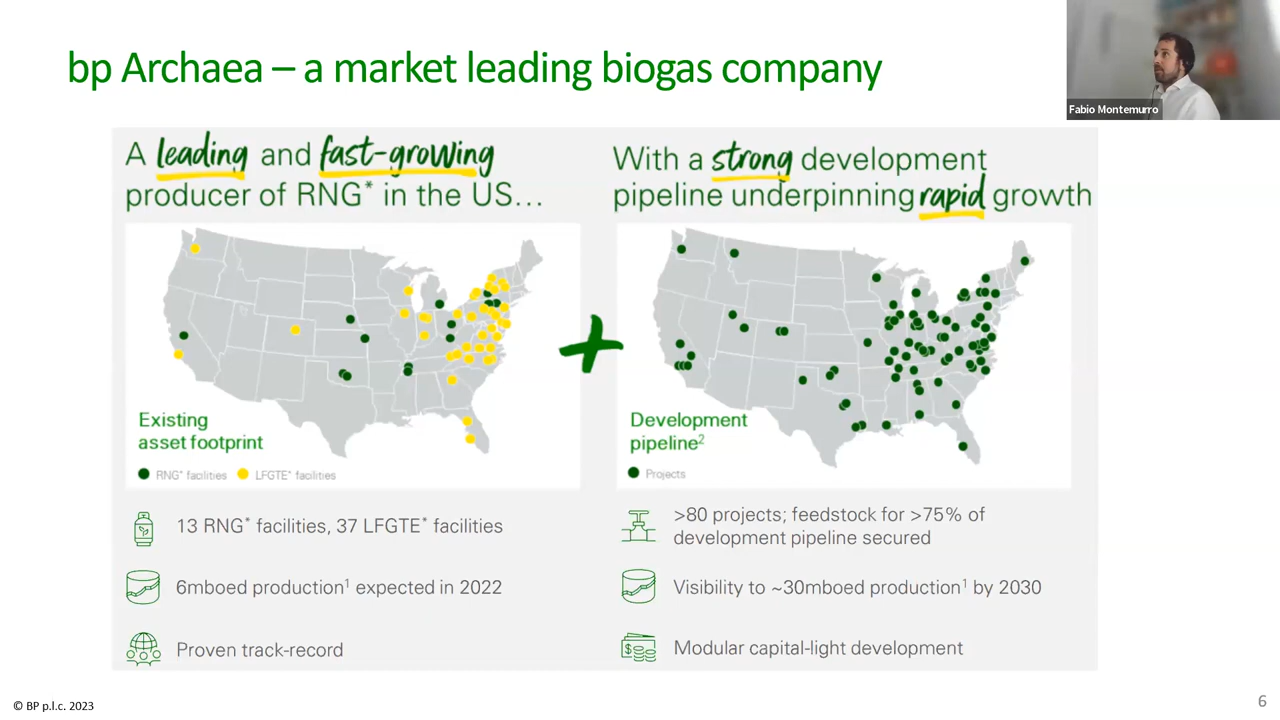 bp Archaea – a market leading biogas company
Fabio Montemurro
A leading and fast-growing
producer of RNG* in the US...
With a strong development
pipeline underpinning rapid growth
Existing
asset footprint
RNG* facilities LFGTE* facilities
Development
pipeline²
Projects
13 RNG* facilities, 37 LFGTE* facilities
6mboed production¹ expected in 2022
Proven track-record
>80 projects; feedstock for >75% of
development pipeline secured
Visibility to ~30mboed production¹ by 2030
Modular capital-light development
© BP p.l.c. 2023
6